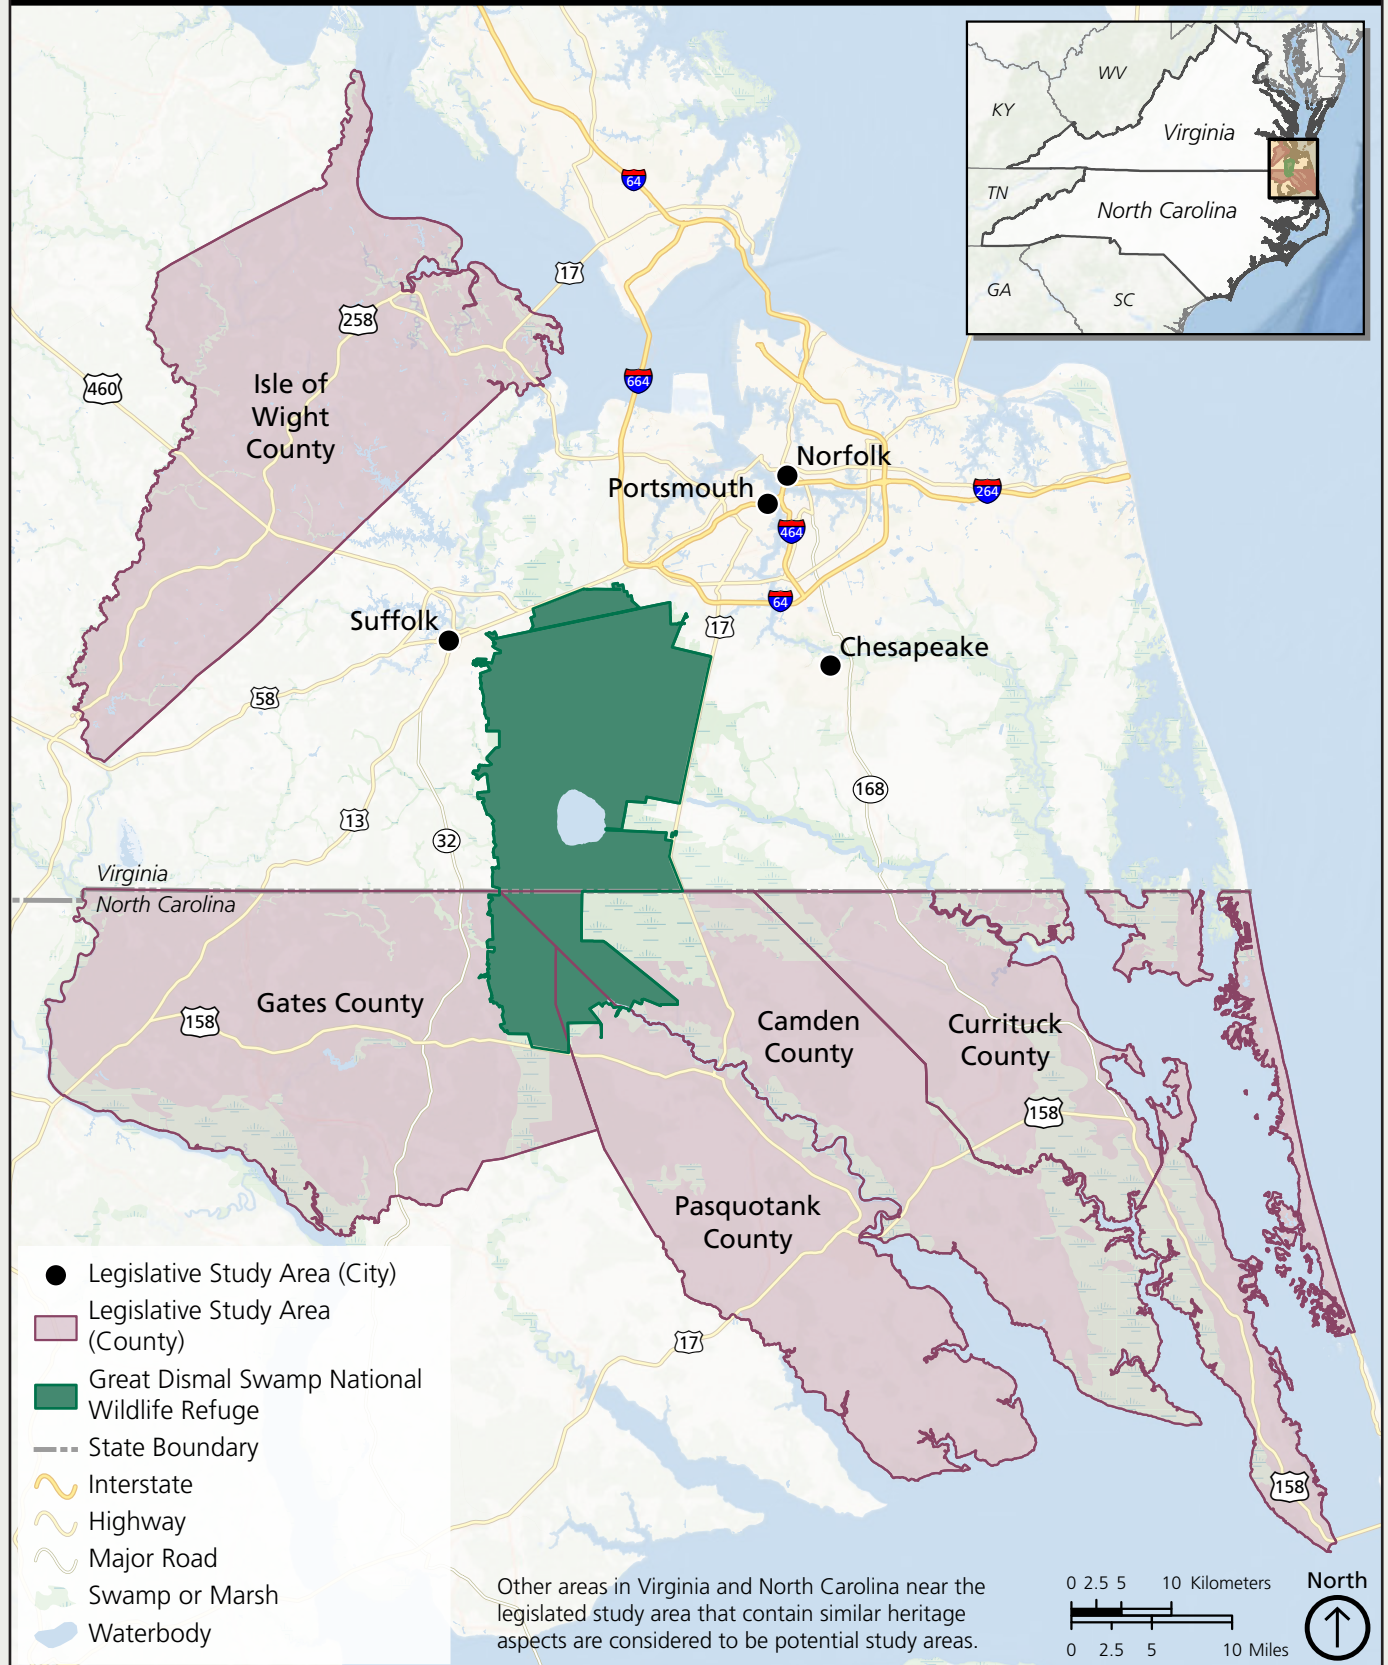 WV
KY
Virginia
TN
North Carolina
GA
SC
64
17
258
664
460
Isle of
Wight
County
Norfolk
Portsmouth
264
464
64
Suffolk
17
Chesapeake
58
168
13
32
Virginia
North Carolina
Gates County
158
Camden
County
Currituck
County
158
Pasquotank
County
17
158
Legislative Study Area (City)
Legislative Study Area
(County)
Great Dismal Swamp National
Wildlife Refuge
State Boundary
Interstate
Highway
Major Road
Swamp or Marsh
Waterbody
Other areas in Virginia and North Carolina near the
legislated study area that contain similar heritage
aspects are considered to be potential study areas.
0 2.5 5 10 Kilometers
0 2.5 5 10 Miles
North